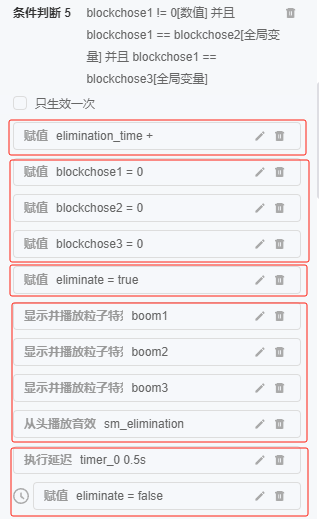 条件判断 5 blockchose1 != 0[数值] 并且
blockchose1 == blockchose2[全局变
量] 并且 blockchose1 ==
blockchose3[全局变量]
只生效一次
赋值 elimination_time +
赋值 blockchose1 = 0
赋值 blockchose2 = 0
赋值 blockchose3 = 0
赋值 eliminate = true
显示并播放粒子特 boom1
显示并播放粒子特 boom2
显示并播放粒子特 boom3
从头播放音效 sm_elimination
执行延迟 timer_0 0.5s
赋值 eliminate = false